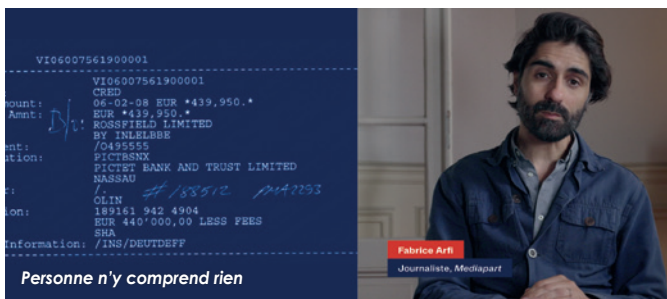 VI06007561900001
VI06007561900001
CRED
mount: 06-02-08 EUR *439,950.*
Amnt: EUR *439,950.*
ROSSFIELD LIMITED
BY INLELBBE
ent: /0495555
ution: PICTBSNX
PICTET BANK AND TRUST LIMITED
NASSAU
r: /.
OLIN
ion: 189161 942 4904
EUR 440'000,00 LESS FEES
SHA
Information: /INS/DEUTDEFF
Personne n'y comprend rien
Fabrice Arfi
Journaliste, Mediapart